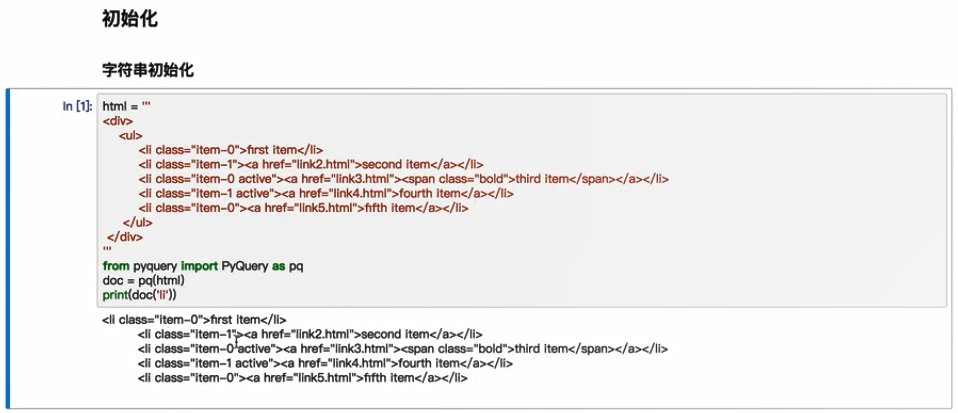 初始化
字符串初始化
In [1]: html = '''
<div>
<ul>
<li class="item-0">first item</li>
<li class="item-1"><a href="link2.html">second item</a></li>
<li class="item-0 active"><a href="link3.html"><span class="bold">third item</span></a></li>
<li class="item-1 active"><a href="link4.html">fourth item</a></li>
<li class="item-0"><a href="link5.html">fifth item</a></li>
</ul>
</div>
'''
from pyquery import PyQuery as pq
doc = pq(html)
print(doc('li'))
<li class="item-0">first item</li>
<li class="item-1"><a href="link2.html">second item</a></li>
<li class="item-0 active"><a href="link3.html"><span class="bold">third item</span></a></li>
<li class="item-1 active"><a href="link4.html">fourth item</a></li>
<li class="item-0"><a href="link5.html">fifth item</a></li>